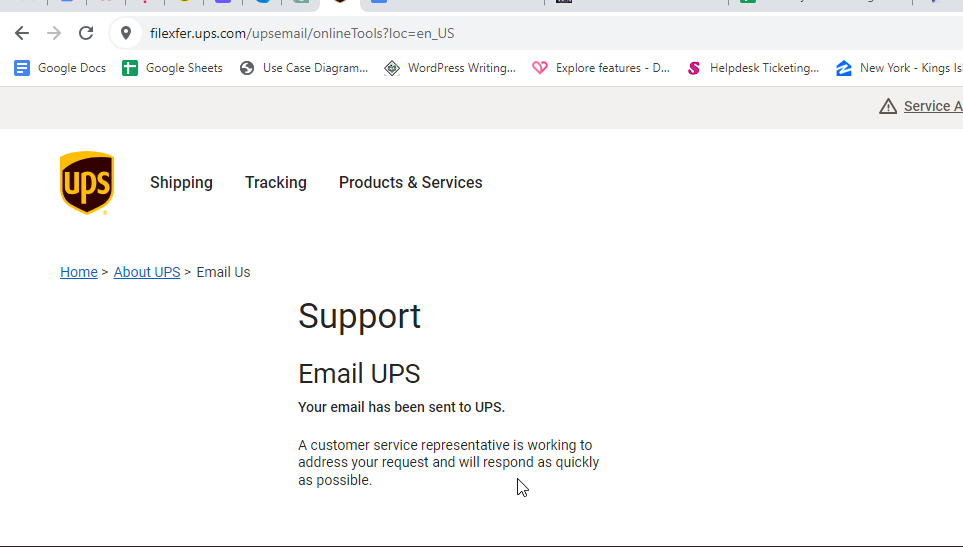 filexfer.ups.com/upsemail/onlineTools?loc=en_US
Google Docs Google Sheets Use Case Diagram... WordPress Writing... Explore features - D... Helpdesk Ticketing... New York - Kings Is
Service A
ups
Shipping Tracking Products & Services
Home > About UPS > Email Us
Support
Email UPS
Your email has been sent to UPS.
A customer service representative is working to
address your request and will respond as quickly
as possible.